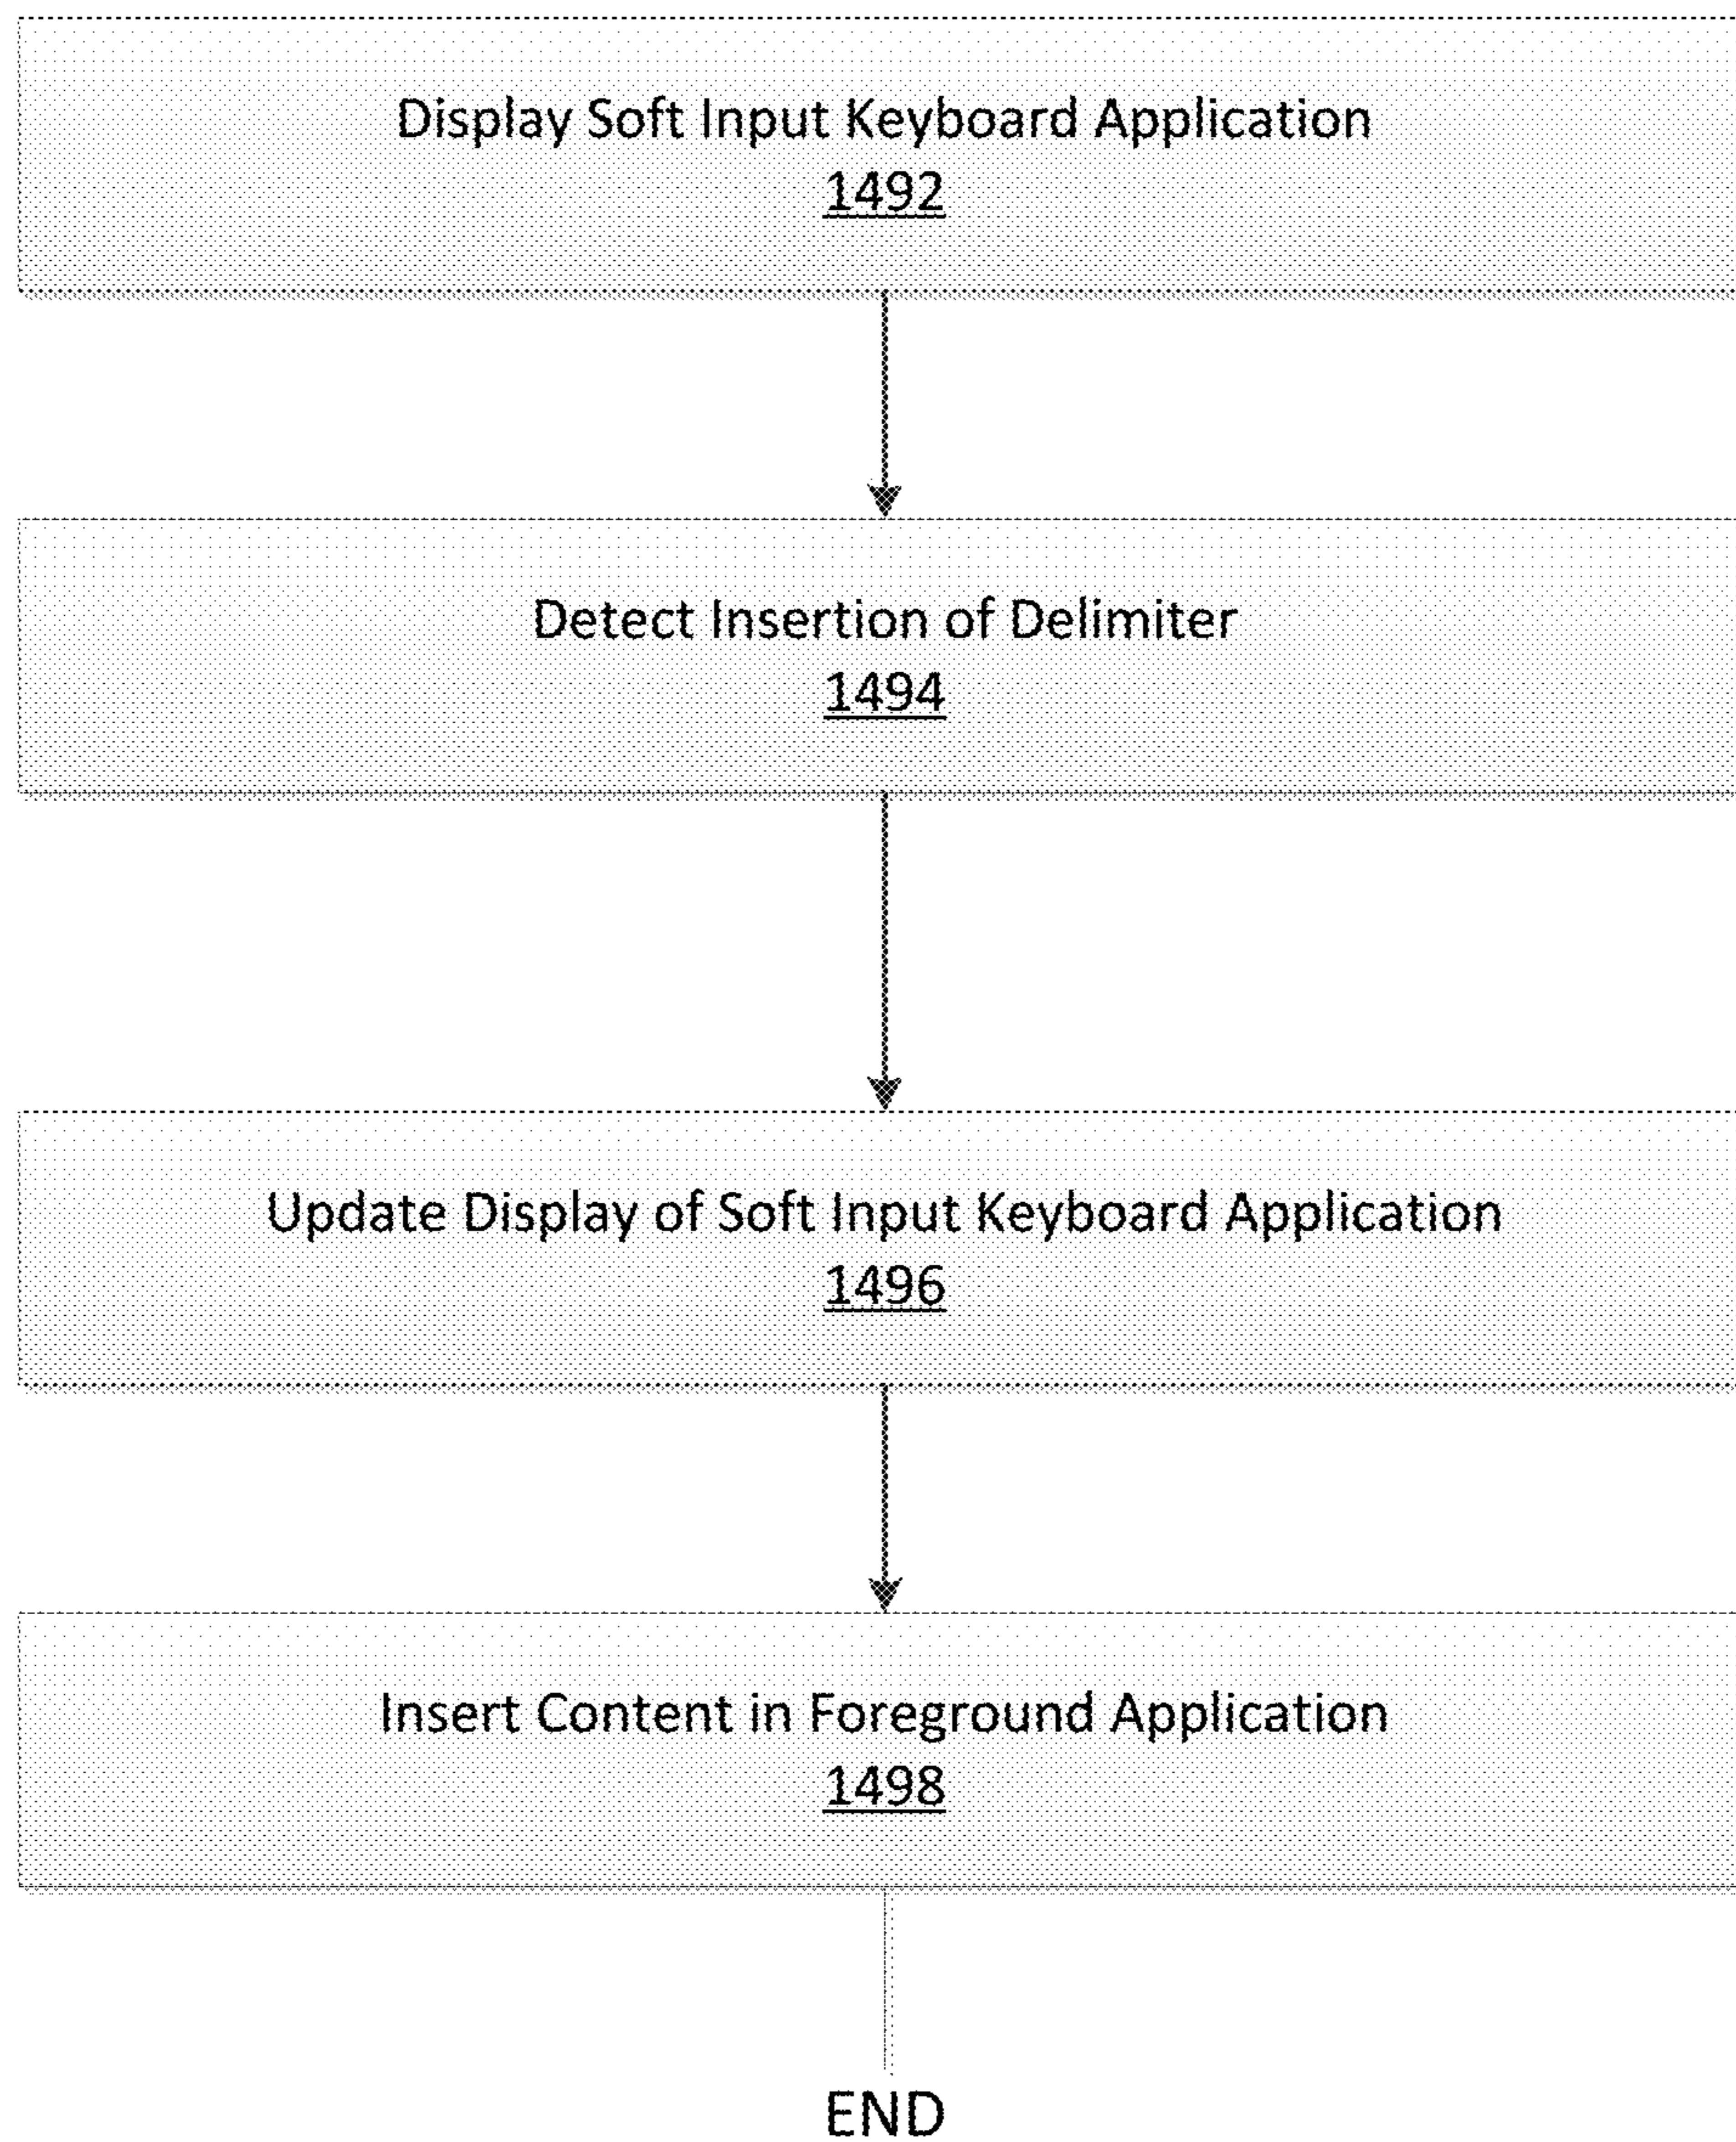 Display Soft Input Keyboard Application
1492
Detect Insertion of Delimiter
1494
Update Display of Soft Input Keyboard Application
1496
Insert Content in Foreground Application
1498
END